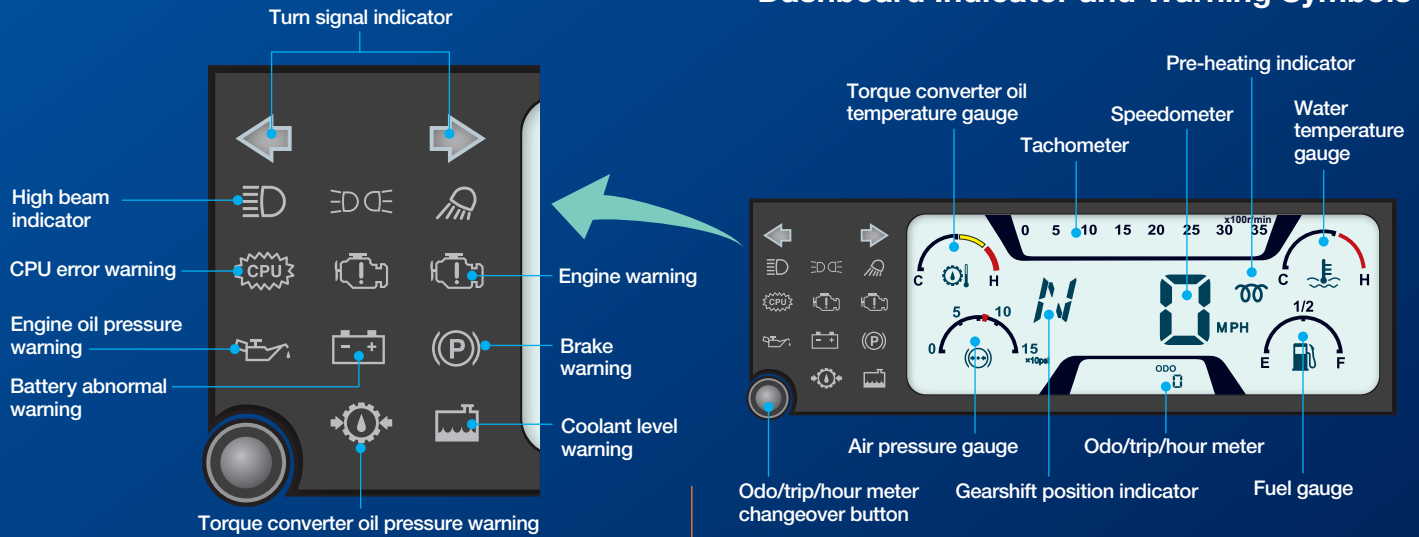 Dashboard Indicator and Warning Symbols
Turn signal indicator
High beam
indicator
CPU error warning
CPU
Engine warning
Engine oil pressure
warning
Battery abnormal
warning
P
Brake
warning
Coolant level
warning
Torque converter oil pressure warning
Pre-heating indicator
Torque converter oil
temperature gauge
Speedometer
Water
temperature
gauge
Tachometer
x100r/min
0 5 10 15 20 25 30 35
C H
C H
CPU
N
0
MPH
5 10
0 15
×10psi
P
1/2
E F
ODO
0
Air pressure gauge
Odo/trip/hour meter
Odo/trip/hour meter
changeover button
Gearshift position indicator
Fuel gauge